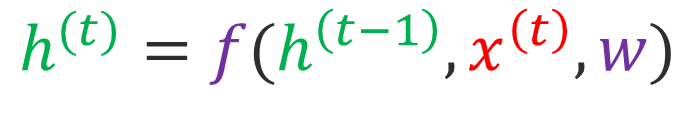 h^(t) = f(h^(t−1), x^(t), w)